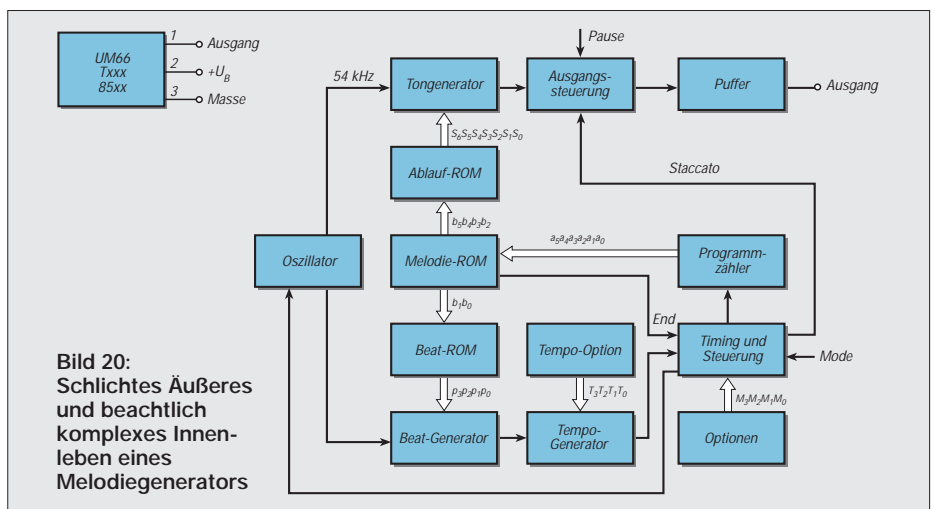 UM66
Txxx
85xx
1
Ausgang
2
+U_B
3
Masse
Pause
54 kHz
Tongenerator
Ausgangs-
steuerung
Puffer
Ausgang
S₆S₅S₄S₃S₂S₁S₀
Staccato
Ablauf-ROM
b₅b₄b₃b₂
a₅a₄a₃a₂a₁a₀
Oszillator
Melodie-ROM
Programm-
zähler
b₁b₀
End
Beat-ROM
Tempo-Option
Timing und
Steuerung
Mode
p₃p₂p₁p₀
T₃T₂T₁T₀
M₃M₂M₁M₀
Beat-Generator
Tempo-
Generator
Optionen
Bild 20:
Schlichtes Äußeres
und beachtlich
komplexes Innen-
leben eines
Melodiegenerators